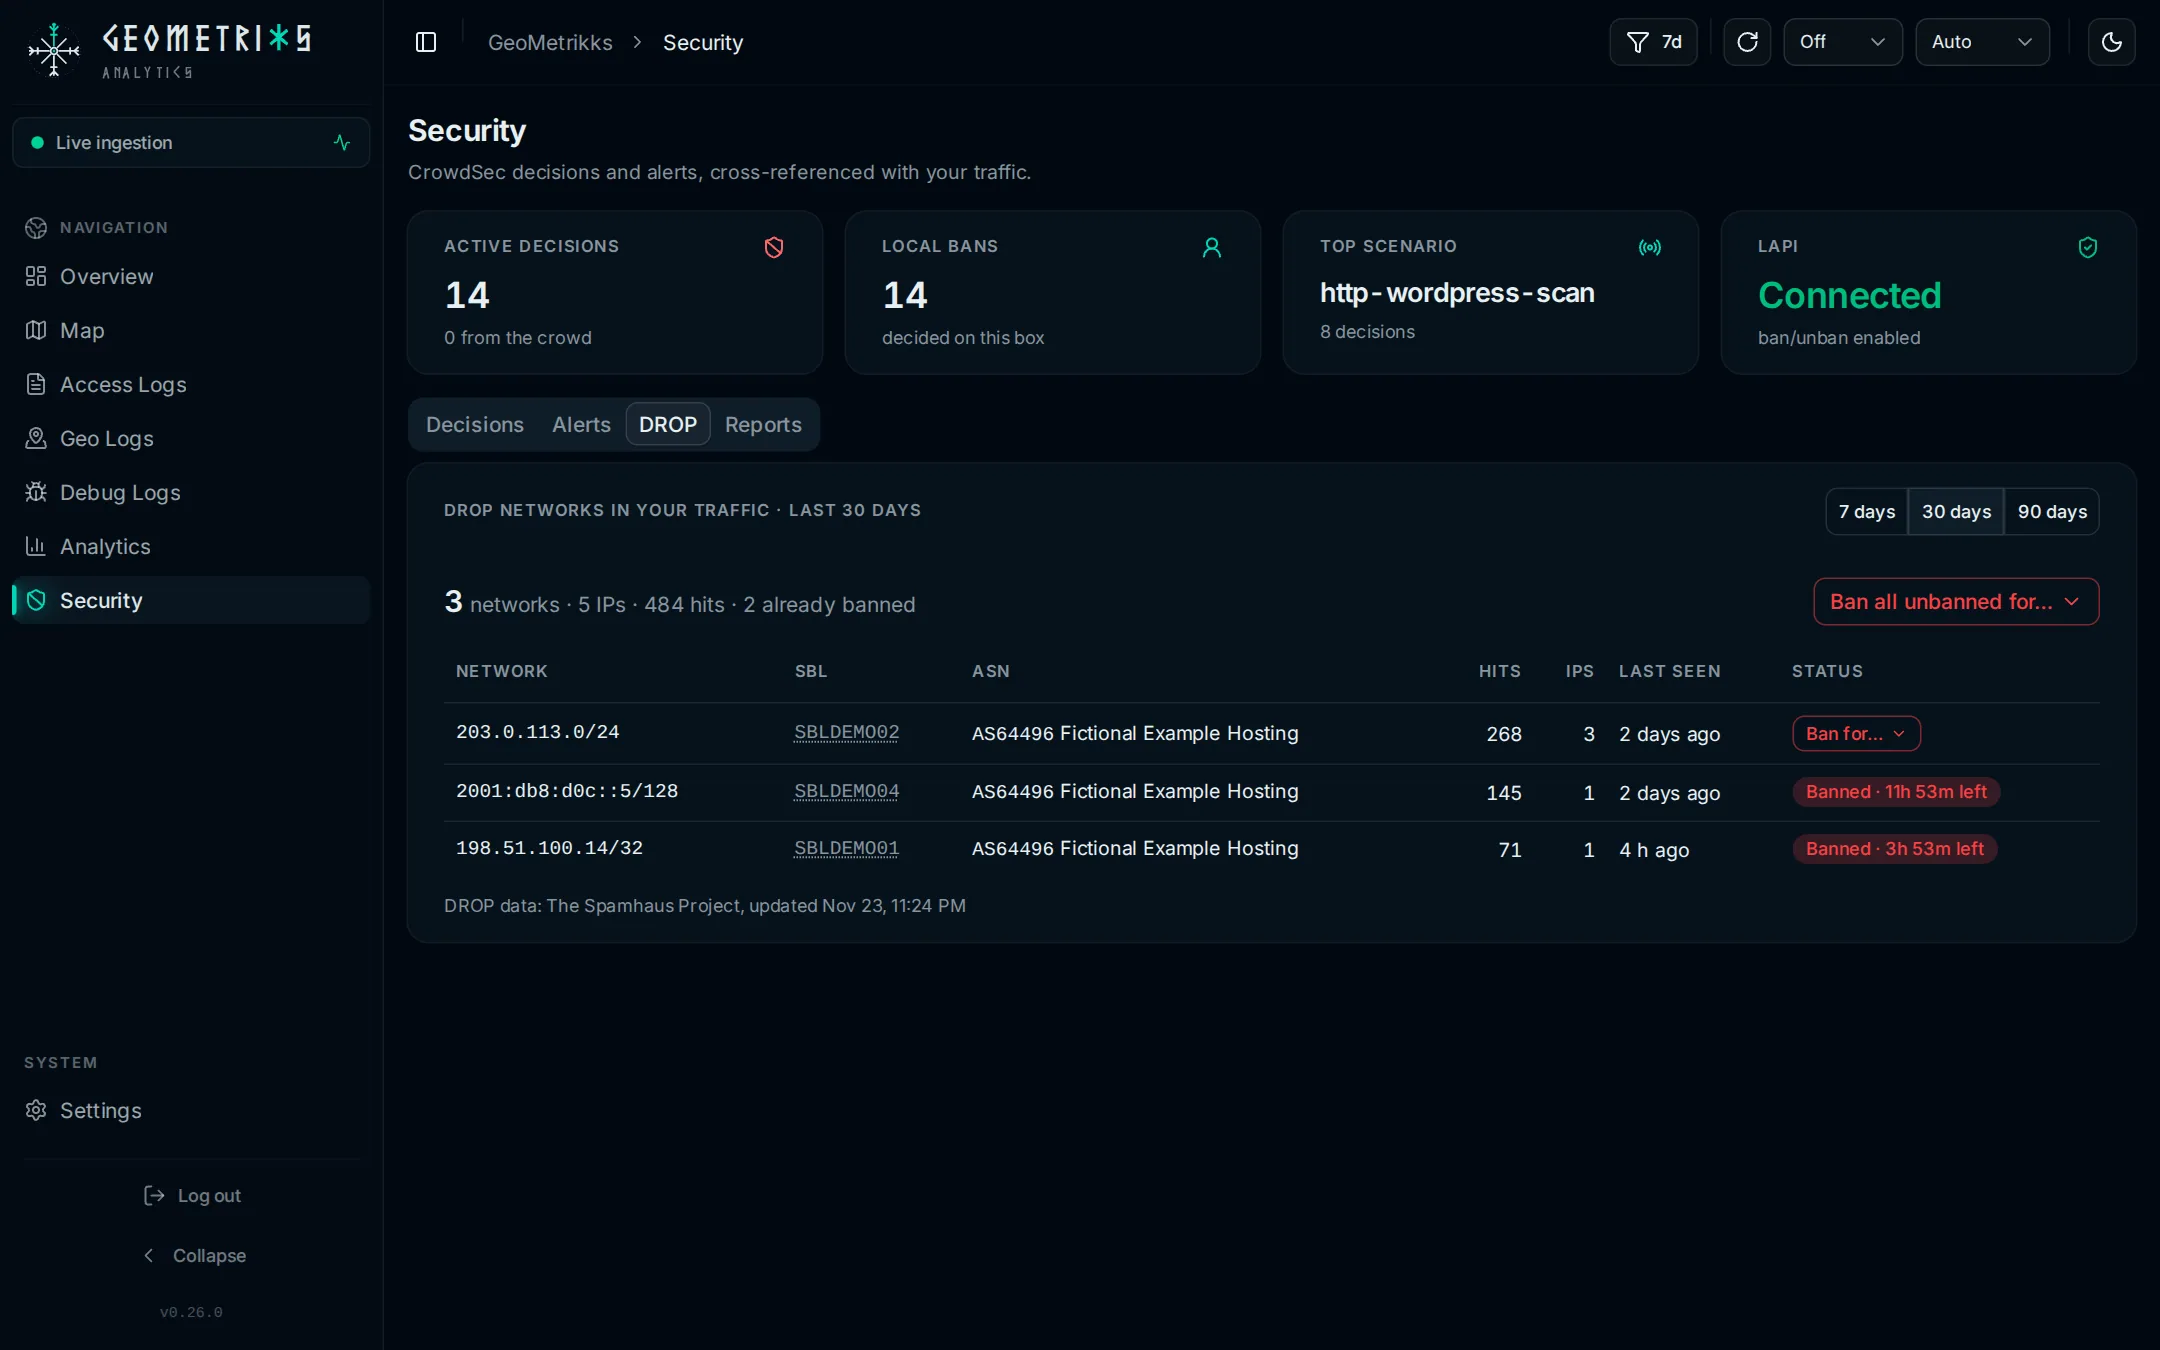 GEOMETRIKS
ANALYTICS
Live ingestion
NAVIGATION
Overview
Map
Access Logs
Geo Logs
Debug Logs
Analytics
Security
SYSTEM
Settings
Log out
Collapse
v0.26.0
GeoMetrikks > Security
7d
Off
Auto
Security
CrowdSec decisions and alerts, cross-referenced with your traffic.
ACTIVE DECISIONS
14
0 from the crowd
LOCAL BANS
14
decided on this box
TOP SCENARIO
http-wordpress-scan
8 decisions
LAPI
Connected
ban/unban enabled
Decisions Alerts DROP Reports
DROP NETWORKS IN YOUR TRAFFIC · LAST 30 DAYS
7 days 30 days 90 days
3 networks · 5 IPs · 484 hits · 2 already banned
Ban all unbanned for...
NETWORK SBL ASN HITS IPS LAST SEEN STATUS
203.0.113.0/24 SBLDEMO02 AS64496 Fictional Example Hosting 268 3 2 days ago Ban for...
2001:db8:d0c::5/128 SBLDEMO04 AS64496 Fictional Example Hosting 145 1 2 days ago Banned · 11h 53m left
198.51.100.14/32 SBLDEMO01 AS64496 Fictional Example Hosting 71 1 4 h ago Banned · 3h 53m left
DROP data: The Spamhaus Project, updated Nov 23, 11:24 PM